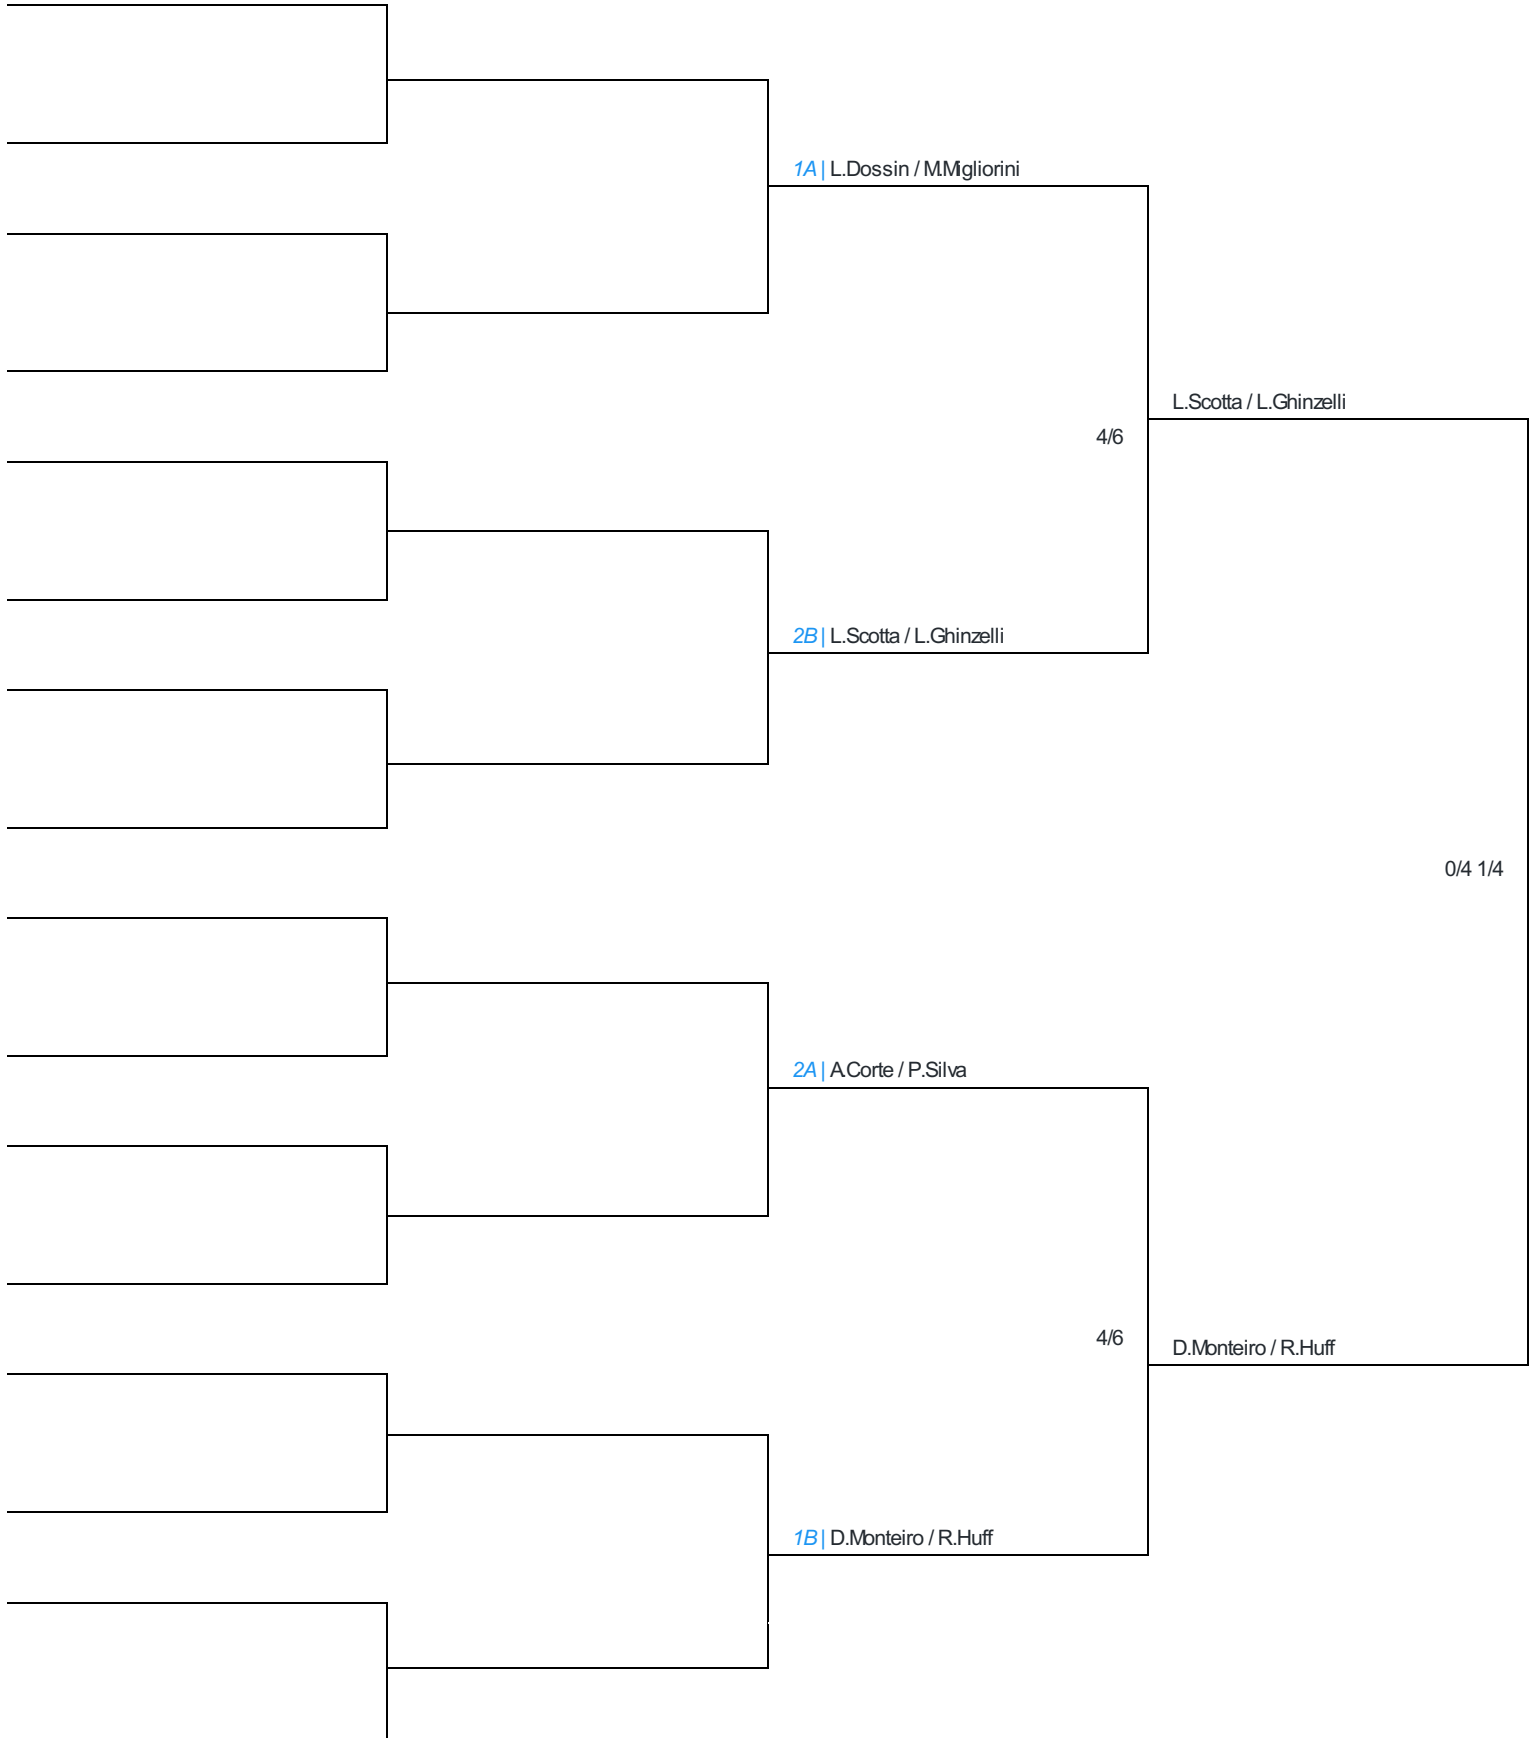 1A | L.Dossin / M.Migliorini
L.Scotta / L.Ghinzelli
4/6
2B | L.Scotta / L.Ghinzelli
0/4 1/4
2A | A.Corte / P.Silva
4/6
D.Monteiro / R.Huff
1B | D.Monteiro / R.Huff